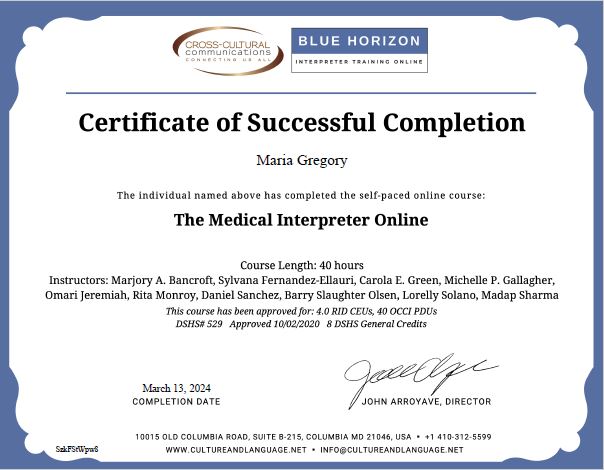 CROSS-CULTURAL
communications
CONNECTING US ALL
BLUE HORIZON
INTERPRETER TRAINING ONLINE
Certificate of Successful Completion
Maria Gregory
The individual named above has completed the self-paced online course:
The Medical Interpreter Online
Course Length: 40 hours
Instructors: Marjory A. Bancroft, Sylvana Fernandez-Ellauri, Carola E. Green, Michelle P. Gallagher,
Omari Jeremiah, Rita Monroy, Daniel Sanchez, Barry Slaughter Olsen, Lorelly Solano, Madap Sharma
This course has been approved for: 4.0 RID CEUs, 40 OCCI PDUs
DSHS# 529 Approved 10/02/2020 8 DSHS General Credits
March 13, 2024
COMPLETION DATE
JOHN ARROYAVE, DIRECTOR
10015 OLD COLUMBIA ROAD, SUITE B-215, COLUMBIA MD 21046, USA • +1 410-312-5599
WWW.CULTUREANDLANGUAGE.NET • INFO@CULTUREANDLANGUAGE.NET